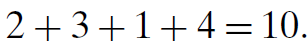 2 + 3 + 1 + 4 = 10.